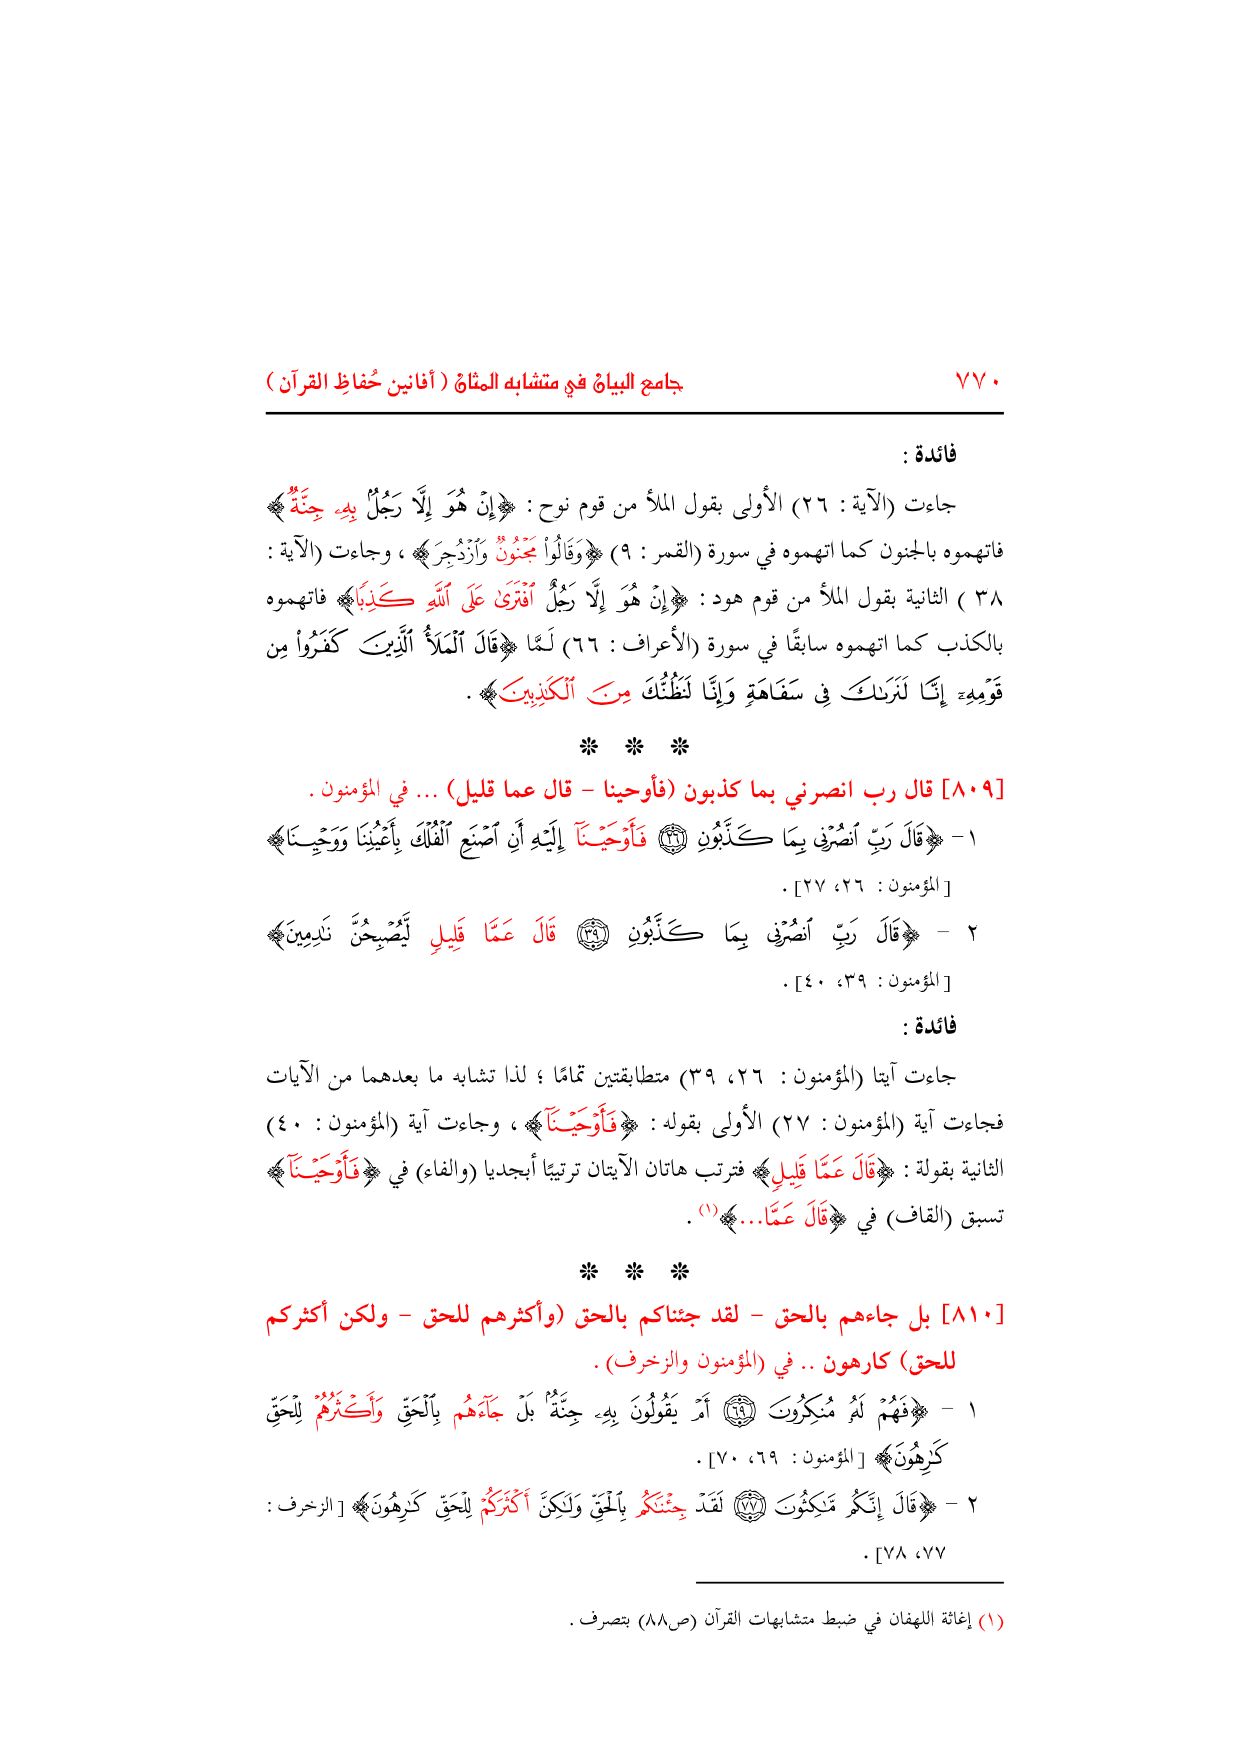 ٧٧٠ جامع البيان في متشابه المثان ( أفانين حُفاظِ القرآن )
فائدة :
جاءت (الآية : ٢٦) الأولى بقول الملأ من قوم نوح : ﴿إِنۡ هُوَ إِلَّا رَجُلُۢ بِهِۦ جِنَّةٞ﴾
فاتهموه بالجنون كما اتهموه في سورة (القمر : ٩) ﴿وَقَالُواْ مَجۡنُونٞ وَٱزۡدُجِرَ﴾ ، وجاءت (الآية :
٣٨ ) الثانية بقول الملأ من قوم هود : ﴿إِنۡ هُوَ إِلَّا رَجُلٌ ٱفۡتَرَىٰ عَلَى ٱللَّهِ كَذِبٗا﴾ فاتهموه
بالكذب كما اتهموه سابقًا في سورة (الأعراف : ٦٦) لَمَّا ﴿قَالَ ٱلۡمَلَأُ ٱلَّذِينَ كَفَرُواْ مِن
قَوۡمِهِۦٓ إِنَّا لَنَرَىٰكَ فِي سَفَاهَةٖ وَإِنَّا لَنَظُنُّكَ مِنَ ٱلۡكَٰذِبِينَ﴾ .
❊ ❊ ❊
[٨٠٩] قال رب انصرني بما كذبون (فأوحينا - قال عما قليل) ... في المؤمنون .
١ - ﴿قَالَ رَبِّ ٱنصُرۡنِي بِمَا كَذَّبُونِ ٢٦ فَأَوۡحَيۡنَآ إِلَيۡهِ أَنِ ٱصۡنَعِ ٱلۡفُلۡكَ بِأَعۡيُنِنَا وَوَحۡيِنَا﴾
[المؤمنون : ٢٦، ٢٧] .
٢ - ﴿قَالَ رَبِّ ٱنصُرۡنِي بِمَا كَذَّبُونِ ٣٩ قَالَ عَمَّا قَلِيلٖ لَّيُصۡبِحُنَّ نَٰدِمِينَ﴾
[المؤمنون : ٣٩، ٤٠] .
فائدة :
جاءت آيتا (المؤمنون : ٢٦، ٣٩) متطابقتين تمامًا ؛ لذا تشابه ما بعدهما من الآيات
فجاءت آية (المؤمنون : ٢٧) الأولى بقوله : ﴿فَأَوۡحَيۡنَآ﴾ ، وجاءت آية (المؤمنون : ٤٠)
الثانية بقولة : ﴿قَالَ عَمَّا قَلِيلٖ﴾ فترتب هاتان الآيتان ترتيبًا أبجديا (والفاء) في ﴿فَأَوۡحَيۡنَآ﴾
تسبق (القاف) في ﴿قَالَ عَمَّا...﴾(١) .
❊ ❊ ❊
[٨١٠] بل جاءهم بالحق - لقد جئناكم بالحق (وأكثرهم للحق - ولكن أكثركم
للحق) كارهون .. في (المؤمنون والزخرف) .
١ - ﴿فَهُمۡ لَهُۥ مُنكِرُونَ ٦٩ أَمۡ يَقُولُونَ بِهِۦ جِنَّةُۢ بَلۡ جَآءَهُم بِٱلۡحَقِّ وَأَكۡثَرُهُمۡ لِلۡحَقِّ
كَٰرِهُونَ﴾ [المؤمنون : ٦٩، ٧٠] .
٢ - ﴿قَالَ إِنَّكُم مَّٰكِثُونَ ٧٧ لَقَدۡ جِئۡنَٰكُم بِٱلۡحَقِّ وَلَٰكِنَّ أَكۡثَرَكُمۡ لِلۡحَقِّ كَٰرِهُونَ﴾ [الزخرف :
٧٧، ٧٨] .
(١) إغاثة اللهفان في ضبط متشابهات القرآن (ص٨٨) بتصرف .